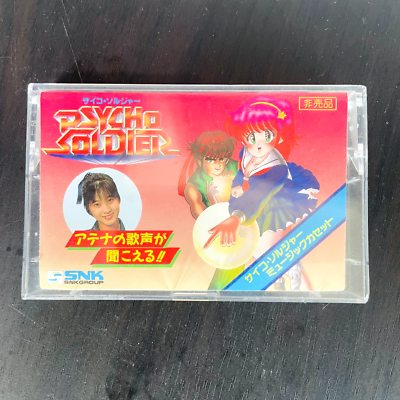 サイコ・ソルジャー
PSYCHO
SOLDIER
非売品
アテナの歌声が
聞こえる!!
SNK
SNK GROUP
サイコ・ソルジャー
ミュージックカセット